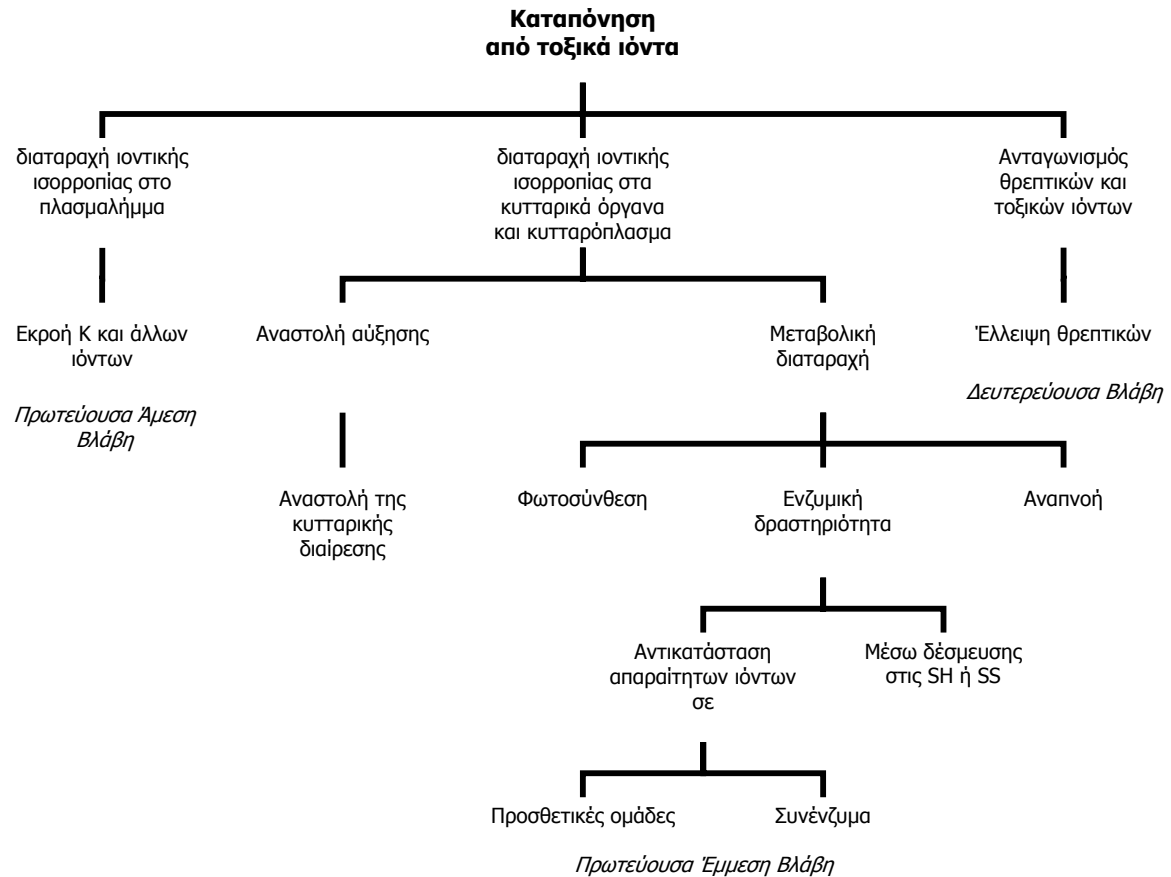 Καταπόνηση
από τοξικά ιόντα
διαταραχή ιοντικής
ισορροπίας στο
πλασμαλήμμα
διαταραχή ιοντικής
ισορροπίας στα
κυτταρικά όργανα
και κυτταρόπλασμα
Ανταγωνισμός
θρεπτικών και
τοξικών ιόντων
Εκροή Κ και άλλων
ιόντων
Αναστολή αύξησης
Μεταβολική
διαταραχή
Έλλειψη θρεπτικών
Πρωτεύουσα Άμεση
Βλάβη
Δευτερεύουσα Βλάβη
Αναστολή της
κυτταρικής
διαίρεσης
Φωτοσύνθεση
Ενζυμική
δραστηριότητα
Αναπνοή
Αντικατάσταση
απαραίτητων ιόντων
σε
Μέσω δέσμευσης
στις SH ή SS
Προσθετικές ομάδες
Συνένζυμα
Πρωτεύουσα Έμμεση Βλάβη